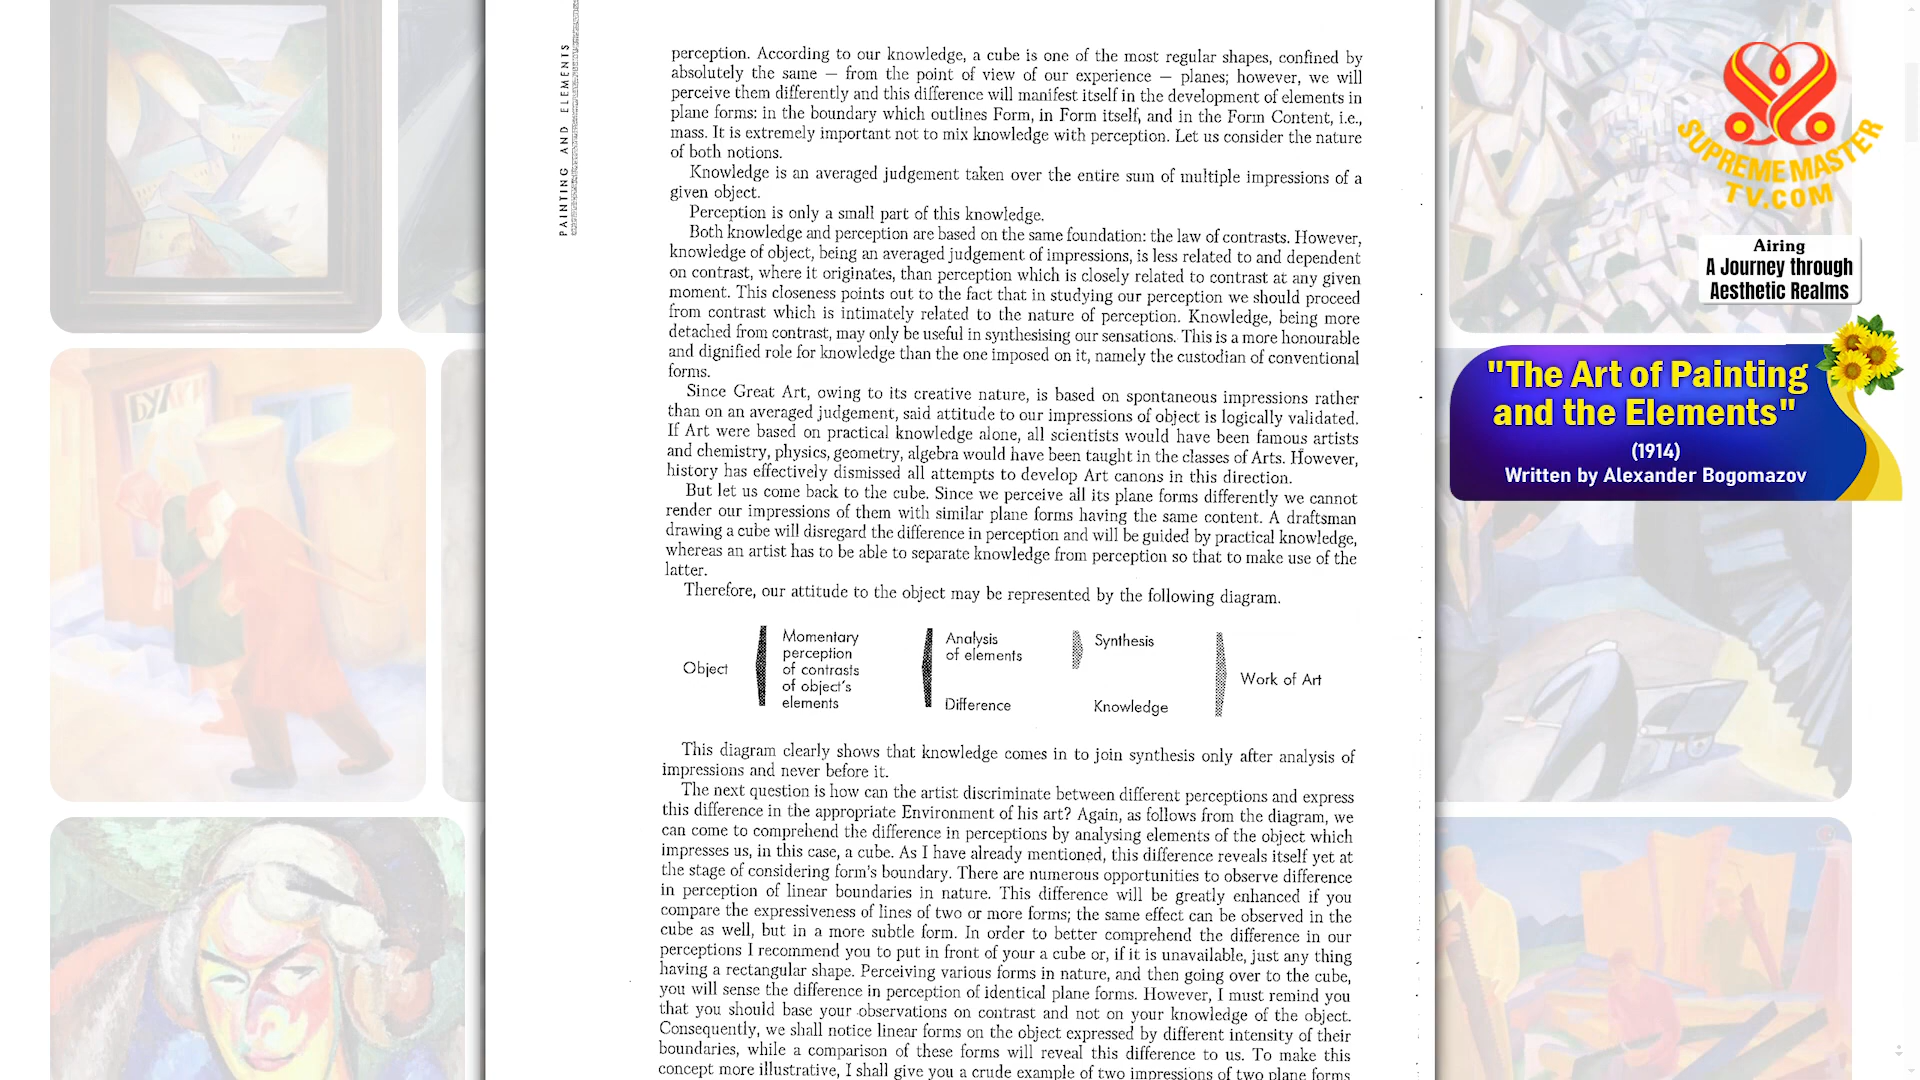 PAINTING AND ELEMENTS
perception. According to our knowledge, a cube is one of the most regular shapes, confined by
absolutely the same — from the point of view of our experience — planes; however, we will
perceive them differently and this difference will manifest itself in the development of elements in
plane forms: in the boundary which outlines Form, in Form itself, and in the Form Content, i.e.,
mass. It is extremely important not to mix knowledge with perception. Let us consider the nature
of both notions.
Knowledge is an averaged judgement taken over the entire sum of multiple impressions of a
given object.
Perception is only a small part of this knowledge.
Both knowledge and perception are based on the same foundation: the law of contrasts. However,
knowledge of object, being an averaged judgement of impressions, is less related to and dependent
on contrast, where it originates, than perception which is closely related to contrast at any given
moment. This closeness points out to the fact that in studying our perception we should proceed
from contrast which is intimately related to the nature of perception. Knowledge, being more
detached from contrast, may only be useful in synthesising our sensations. This is a more honourable
and dignified role for knowledge than the one imposed on it, namely the custodian of conventional
forms.
Since Great Art, owing to its creative nature, is based on spontaneous impressions rather
than on an averaged judgement, said attitude to our impressions of object is logically validated.
If Art were based on practical knowledge alone, all scientists would have been famous artists
and chemistry, physics, geometry, algebra would have been taught in the classes of Arts. However,
history has effectively dismissed all attempts to develop Art canons in this direction.
But let us come back to the cube. Since we perceive all its plane forms differently we cannot
render our impressions of them with similar plane forms having the same content. A draftsman
drawing a cube will disregard the difference in perception and will be guided by practical knowledge,
whereas an artist has to be able to separate knowledge from perception so that to make use of the
latter.
Therefore, our attitude to the object may be represented by the following diagram.
Object
Momentary
perception
of contrasts
of object's
elements
Analysis
of elements
Difference
Synthesis
Knowledge
Work of Art
This diagram clearly shows that knowledge comes in to join synthesis only after analysis of
impressions and never before it.
The next question is how can the artist discriminate between different perceptions and express
this difference in the appropriate Environment of his art? Again, as follows from the diagram, we
can come to comprehend the difference in perceptions by analysing elements of the object which
impresses us, in this case, a cube. As I have already mentioned, this difference reveals itself yet at
the stage of considering form's boundary. There are numerous opportunities to observe difference
in perception of linear boundaries in nature. This difference will be greatly enhanced if you
compare the expressiveness of lines of two or more forms; the same effect can be observed in the
cube as well, but in a more subtle form. In order to better comprehend the difference in our
perceptions I recommend you to put in front of your a cube or, if it is unavailable, just any thing
having a rectangular shape. Perceiving various forms in nature, and then going over to the cube,
you will sense the difference in perception of identical plane forms. However, I must remind you
that you should base your observations on contrast and not on your knowledge of the object.
Consequently, we shall notice linear forms on the object expressed by different intensity of their
boundaries, while a comparison of these forms will reveal this difference to us. To make this
concept more illustrative, I shall give you a crude example of two impressions of two plane forms
SUPREME MASTER
TV.COM
Airing
A Journey through
Aesthetic Realms
"The Art of Painting
and the Elements"
(1914)
Written by Alexander Bogomazov